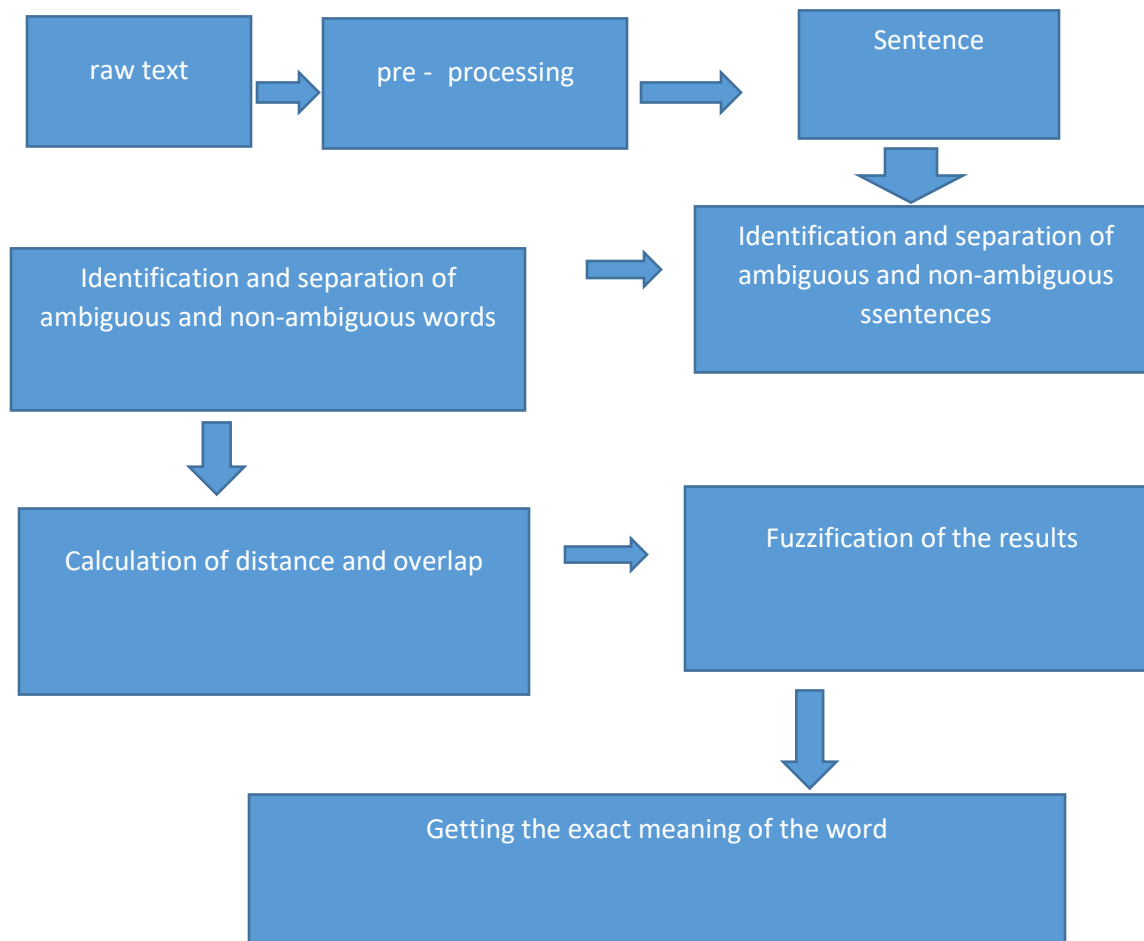 raw text
pre - processing
Sentence
Identification and separation of
ambiguous and non-ambiguous
ssentences
Identification and separation of
ambiguous and non-ambiguous words
Calculation of distance and overlap
Fuzzification of the results
Getting the exact meaning of the word